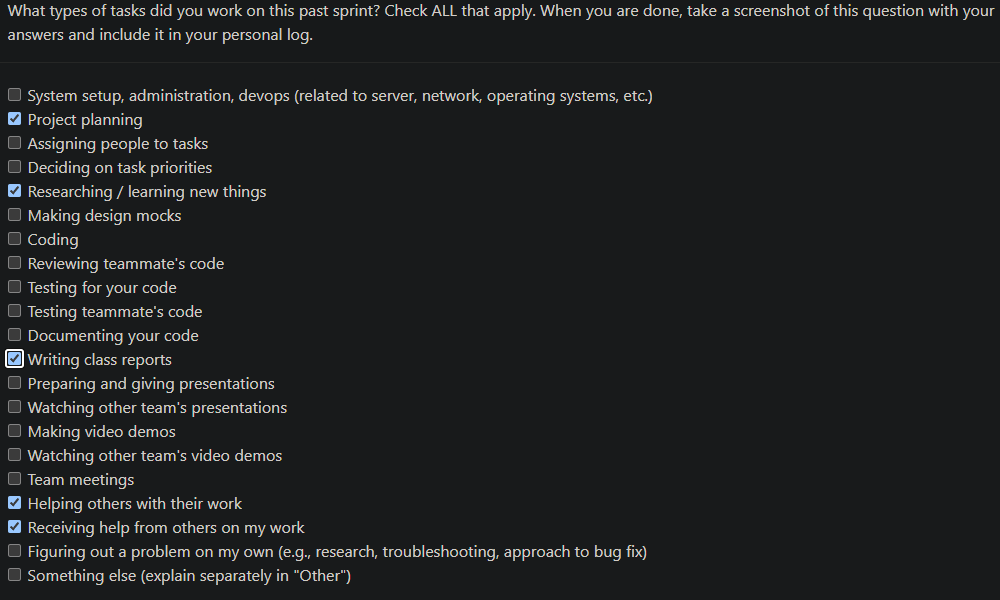 What types of tasks did you work on this past sprint? Check ALL that apply. When you are done, take a screenshot of this question with your
answers and include it in your personal log.
System setup, administration, devops (related to server, network, operating systems, etc.)
Project planning
Assigning people to tasks
Deciding on task priorities
Researching / learning new things
Making design mocks
Coding
Reviewing teammate's code
Testing for your code
Testing teammate's code
Documenting your code
Writing class reports
Preparing and giving presentations
Watching other team's presentations
Making video demos
Watching other team's video demos
Team meetings
Helping others with their work
Receiving help from others on my work
Figuring out a problem on my own (e.g., research, troubleshooting, approach to bug fix)
Something else (explain separately in "Other")